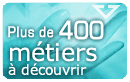 Plus de 400
métiers
à découvrir